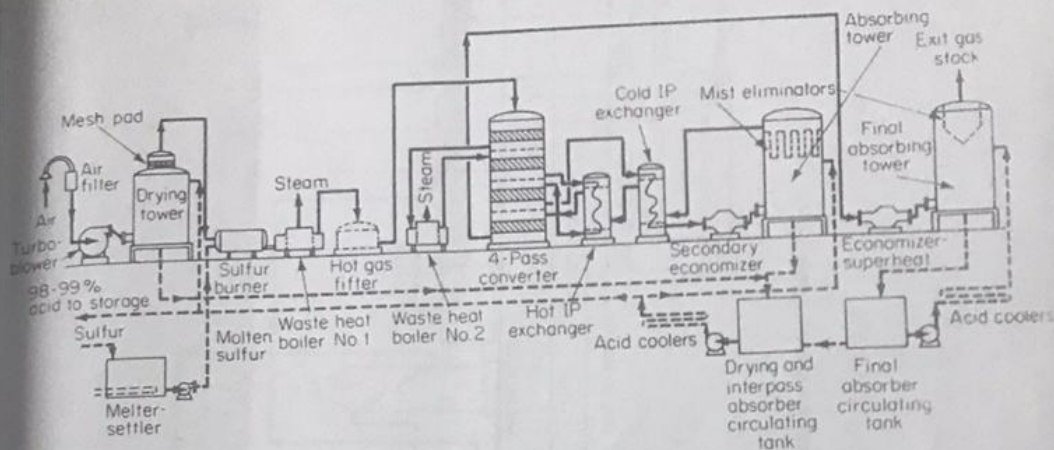 Absorbing
tower
Exit gas
stack
Mesh pad
Cold IP
exchanger
Mist eliminators
Air
filter
Drying
tower
Steam
Steam
Final
absorbing
tower
Air
Turbo-
blower
98-99%
acid to storage
Sulfur
burner
Hot gas
filter
4-Pass
converter
Secondary
economizer
Economizer-
superheat
Sulfur
Molten
sulfur
Waste heat
boiler No.1
Waste heat
boiler No.2
Hot IP
exchanger
Acid coolers
Acid coolers
Melter-
settler
Drying and
interpass
absorber
circulating
tank
Final
absorber
circulating
tank